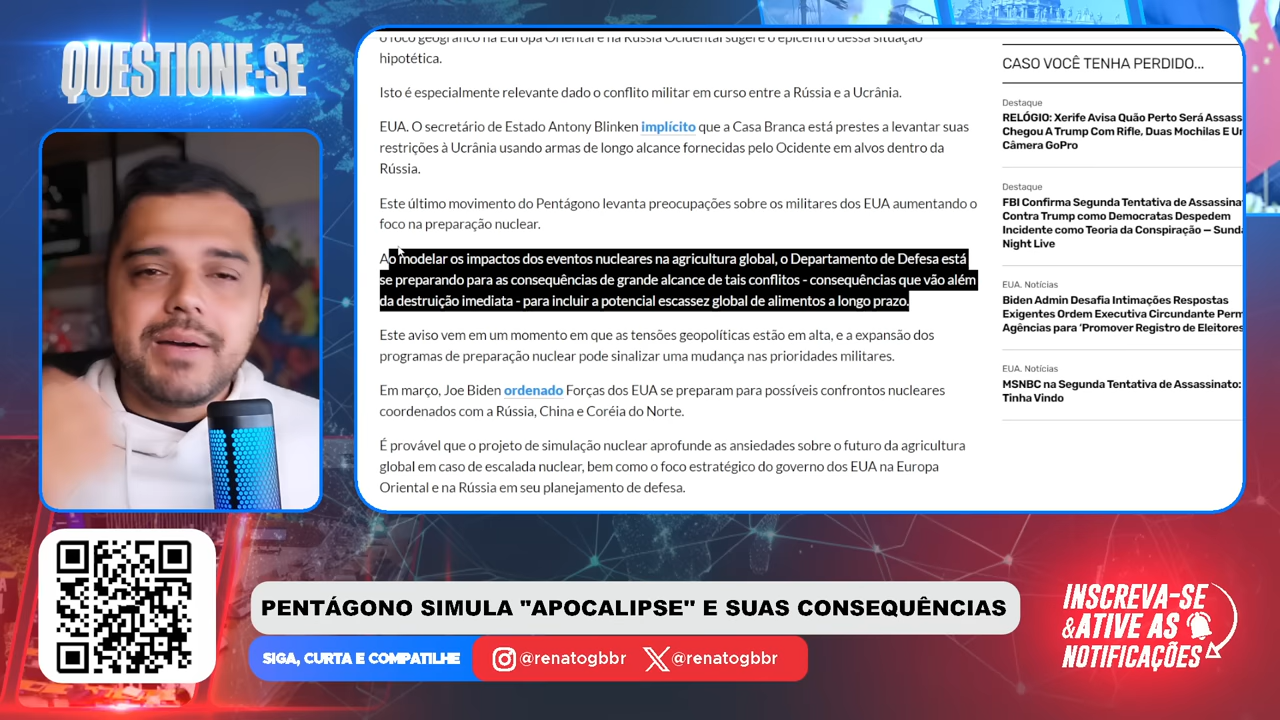 QUESTIONE-SE
o foco geográfico na Europa Oriental e na Rússia Ocidental sugere o epicentro dessa situação
hipotética.
Isto é especialmente relevante dado o conflito militar em curso entre a Rússia e a Ucrânia.
EUA. O secretário de Estado Antony Blinken implícito que a Casa Branca está prestes a levantar suas
restrições à Ucrânia usando armas de longo alcance fornecidas pelo Ocidente em alvos dentro da
Rússia.
Este último movimento do Pentágono levanta preocupações sobre os militares dos EUA aumentando o
foco na preparação nuclear.
Ao modelar os impactos dos eventos nucleares na agricultura global, o Departamento de Defesa está
se preparando para as consequências de grande alcance de tais conflitos - consequências que vão além
da destruição imediata - para incluir a potencial escassez global de alimentos a longo prazo.
Este aviso vem em um momento em que as tensões geopolíticas estão em alta, e a expansão dos
programas de preparação nuclear pode sinalizar uma mudança nas prioridades militares.
Em março, Joe Biden ordenado Forças dos EUA se preparam para possíveis confrontos nucleares
coordenados com a Rússia, China e Coréia do Norte.
É provável que o projeto de simulação nuclear aprofunde as ansiedades sobre o futuro da agricultura
global em caso de escalada nuclear, bem como o foco estratégico do governo dos EUA na Europa
Oriental e na Rússia em seu planejamento de defesa.
CASO VOCÊ TENHA PERDIDO...
Destaque
RELÓGIO: Xerife Avisa Quão Perto Será Assass
Chegou A Trump Com Rifle, Duas Mochilas E Ur
Câmera GoPro
Destaque
FBI Confirma Segunda Tentativa de Assassinat
Contra Trump como Democratas Despedem
Incidente como Teoria da Conspiração — Sunda
Night Live
EUA. Notícias
Biden Admin Desafia Intimações Respostas
Exigentes Ordem Executiva Circundante Perm
Agências para ‘Promover Registro de Eleitores
EUA. Notícias
MSNBC na Segunda Tentativa de Assassinato:
Tinha Vindo
PENTÁGONO SIMULA "APOCALIPSE" E SUAS CONSEQUÊNCIAS
SIGA, CURTA E COMPATILHE
@renatogbbr
@renatogbbr
INSCREVA-SE
&ATIVE AS
NOTIFICAÇÕES